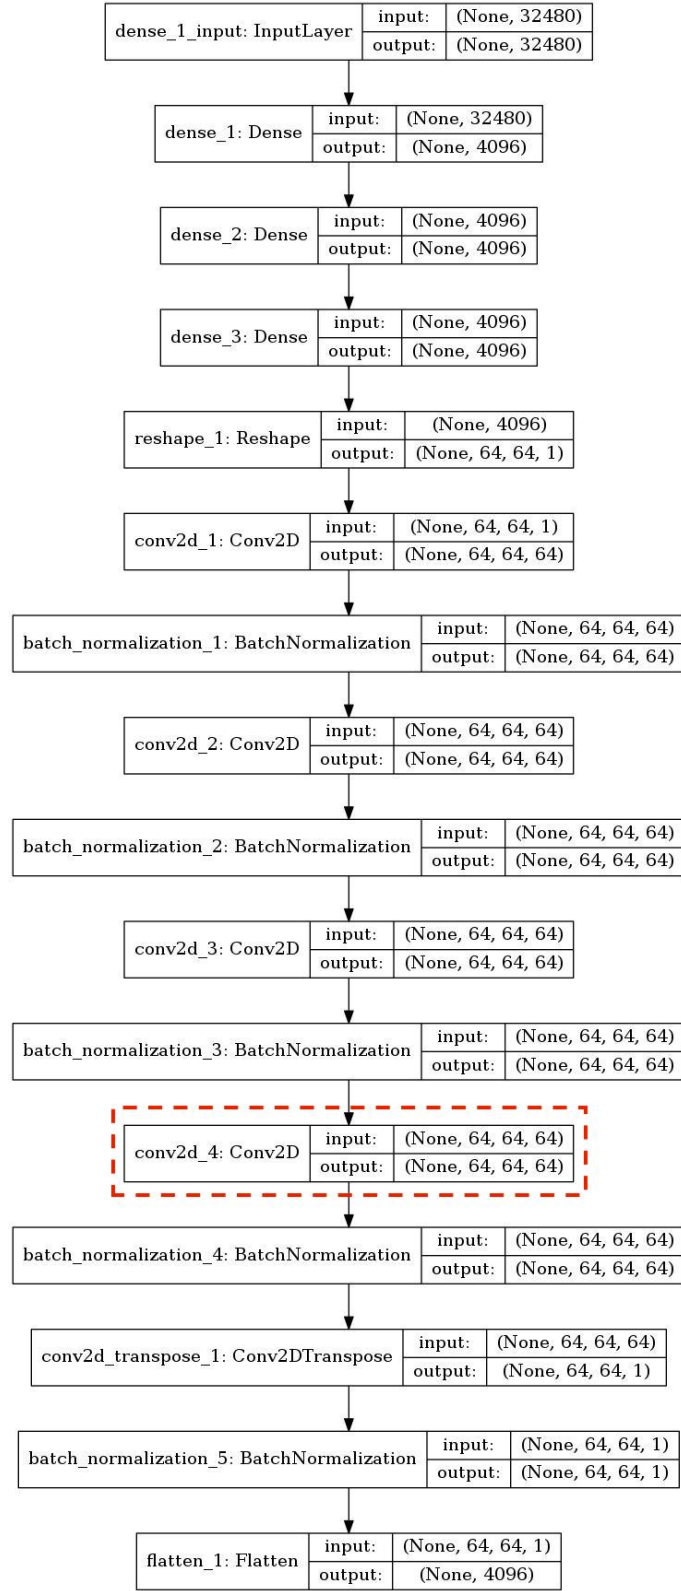 dense_1_input: InputLayer input: (None, 32480)
output: (None, 32480)
dense_1: Dense input: (None, 32480)
output: (None, 4096)
dense_2: Dense input: (None, 4096)
output: (None, 4096)
dense_3: Dense input: (None, 4096)
output: (None, 4096)
reshape_1: Reshape input: (None, 4096)
output: (None, 64, 64, 1)
conv2d_1: Conv2D input: (None, 64, 64, 1)
output: (None, 64, 64, 64)
batch_normalization_1: BatchNormalization input: (None, 64, 64, 64)
output: (None, 64, 64, 64)
conv2d_2: Conv2D input: (None, 64, 64, 64)
output: (None, 64, 64, 64)
batch_normalization_2: BatchNormalization input: (None, 64, 64, 64)
output: (None, 64, 64, 64)
conv2d_3: Conv2D input: (None, 64, 64, 64)
output: (None, 64, 64, 64)
batch_normalization_3: BatchNormalization input: (None, 64, 64, 64)
output: (None, 64, 64, 64)
conv2d_4: Conv2D input: (None, 64, 64, 64)
output: (None, 64, 64, 64)
batch_normalization_4: BatchNormalization input: (None, 64, 64, 64)
output: (None, 64, 64, 64)
conv2d_transpose_1: Conv2DTranspose input: (None, 64, 64, 64)
output: (None, 64, 64, 1)
batch_normalization_5: BatchNormalization input: (None, 64, 64, 1)
output: (None, 64, 64, 1)
flatten_1: Flatten input: (None, 64, 64, 1)
output: (None, 4096)